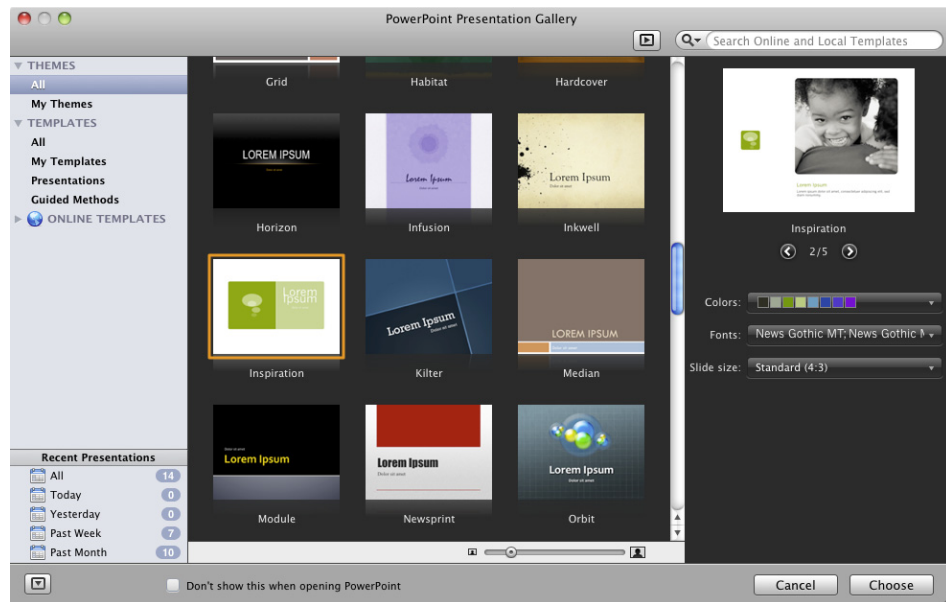 PowerPoint Presentation Gallery
Search Online and Local Templates
THEMES
All
My Themes
TEMPLATES
All
My Templates
Presentations
Guided Methods
ONLINE TEMPLATES
Recent Presentations
All 14
Today 0
Yesterday 0
Past Week 7
Past Month 10
Grid Habitat Hardcover
LOREM IPSUM
Lorem Ipsum
Lorem Ipsum
Horizon Infusion Inkwell
Lorem Ipsum
Lorem Ipsum
LOREM IPSUM
Inspiration Kilter Median
Lorem Ipsum
Lorem Ipsum
Lorem Ipsum
Module Newsprint Orbit
Lorem Ipsum
Inspiration
2/5
Colors:
Fonts: News Gothic MT; News Gothic
Slide size: Standard (4:3)
Don't show this when opening PowerPoint
Cancel Choose